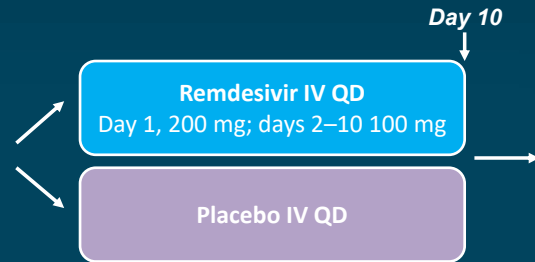 Day 10
Remdesivir IV QD
Day 1, 200 mg; days 2–10 100 mg
Placebo IV QD